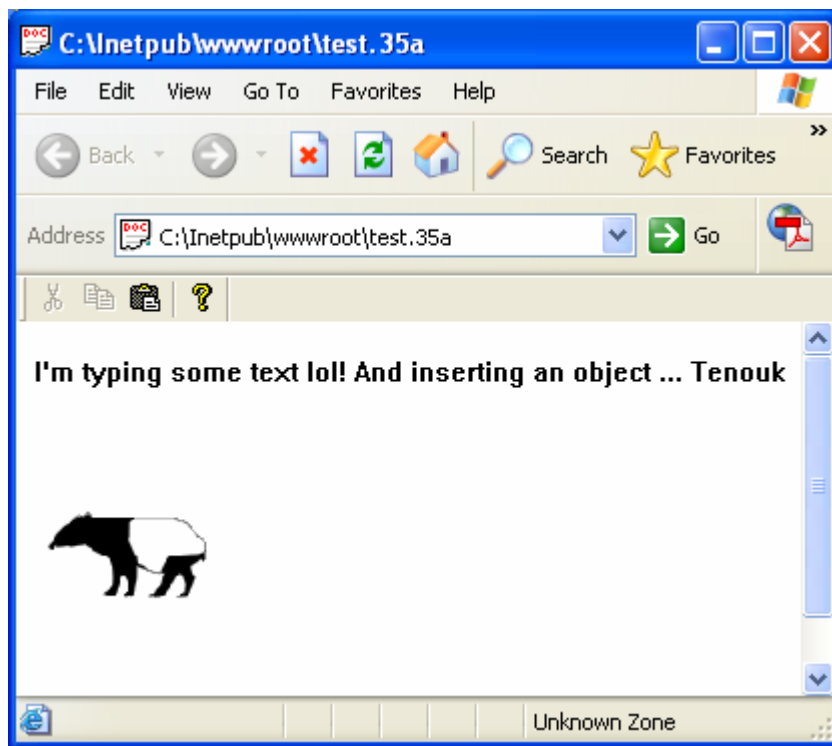 C:\Inetpub\wwwroot\test.35a
File Edit View Go To Favorites Help
Back Search Favorites »
Address DOC C:\Inetpub\wwwroot\test.35a Go
I'm typing some text lol! And inserting an object ... Tenouk
Unknown Zone